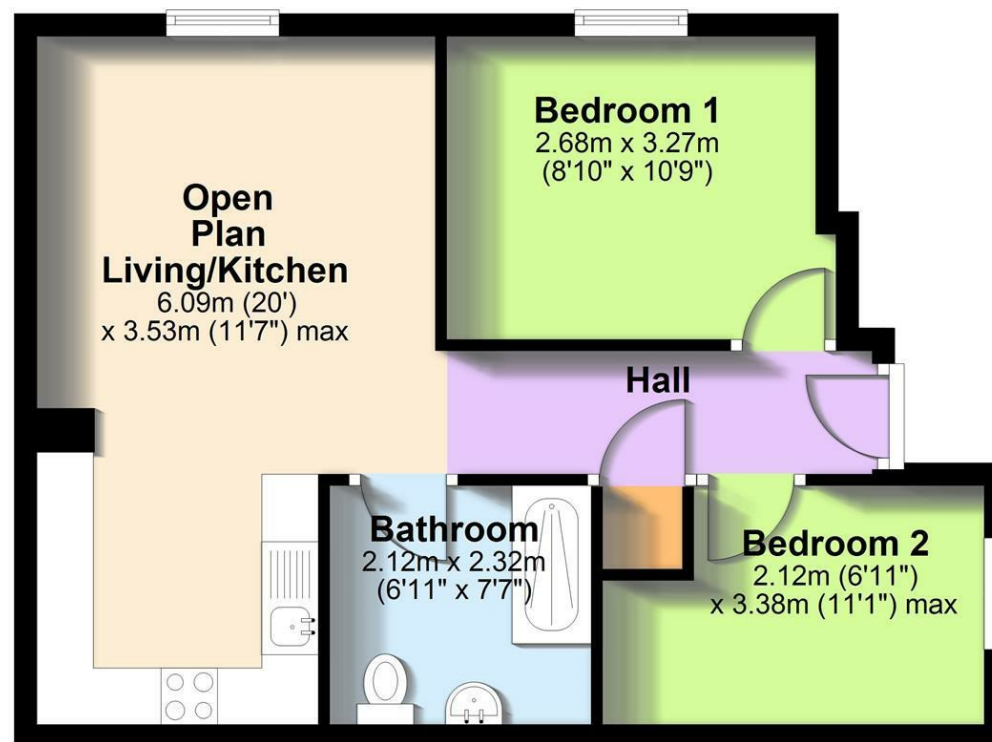 Open
Plan
Living/Kitchen
6.09m (20')
x 3.53m (11'7") max
Bedroom 1
2.68m x 3.27m
(8'10" x 10'9")
Hall
Bathroom
2.12m x 2.32m
(6'11" x 7'7")
Bedroom 2
2.12m (6'11")
x 3.38m (11'1") max